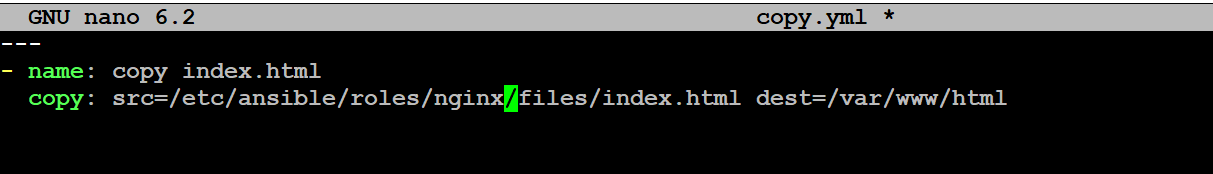 GNU nano 6.2 copy.yml *
---
- name: copy index.html
copy: src=/etc/ansible/roles/nginx/files/index.html dest=/var/www/html